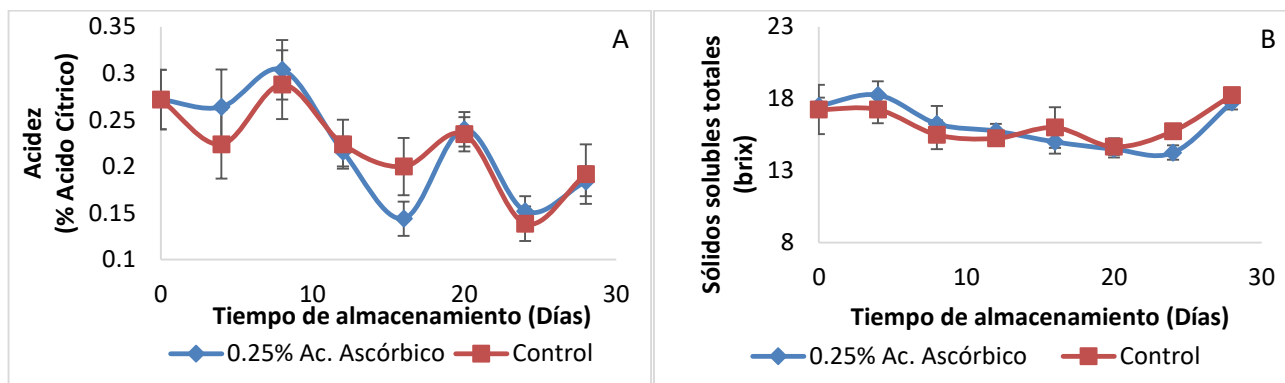 A
Acidez
(% Acido Cítrico)
0.35
0.3
0.25
0.2
0.15
0.1
0
10
20
30
Tiempo de almacenamiento (Días)
0.25% Ac. Ascórbico
Control
B
Sólidos solubles totales
(brix)
23
18
13
8
0
10
20
30
Tiempo de almacenamiento (Días)
0.25% Ac. Ascórbico
Control